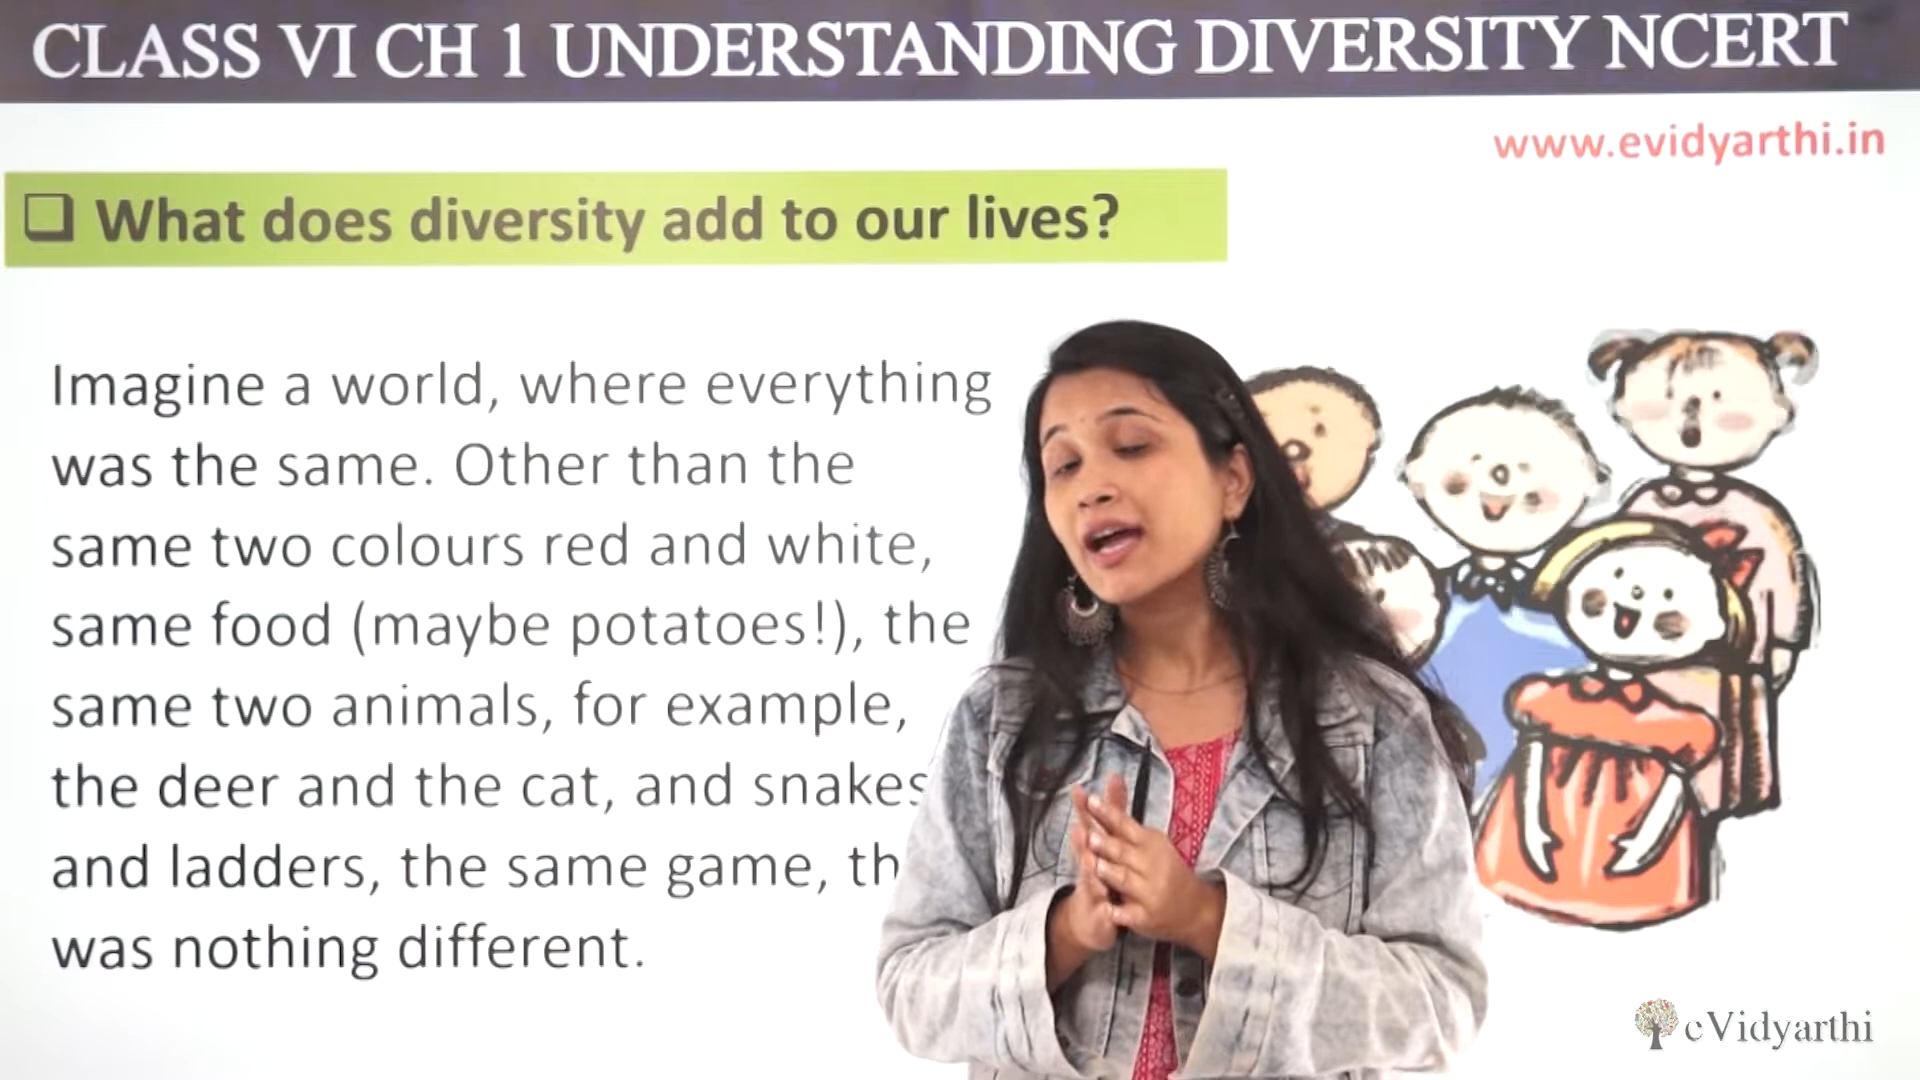 CLASS VI CH 1 UNDERSTANDING DIVERSITY NCERT
www.evidyarthi.in
What does diversity add to our lives?
Imagine a world, where everything
was the same. Other than the
same two colours red and white,
same food (maybe potatoes!), the
same two animals, for example,
the deer and the cat, and snakes
and ladders, the same game,
was nothing different.
eVidyarthi